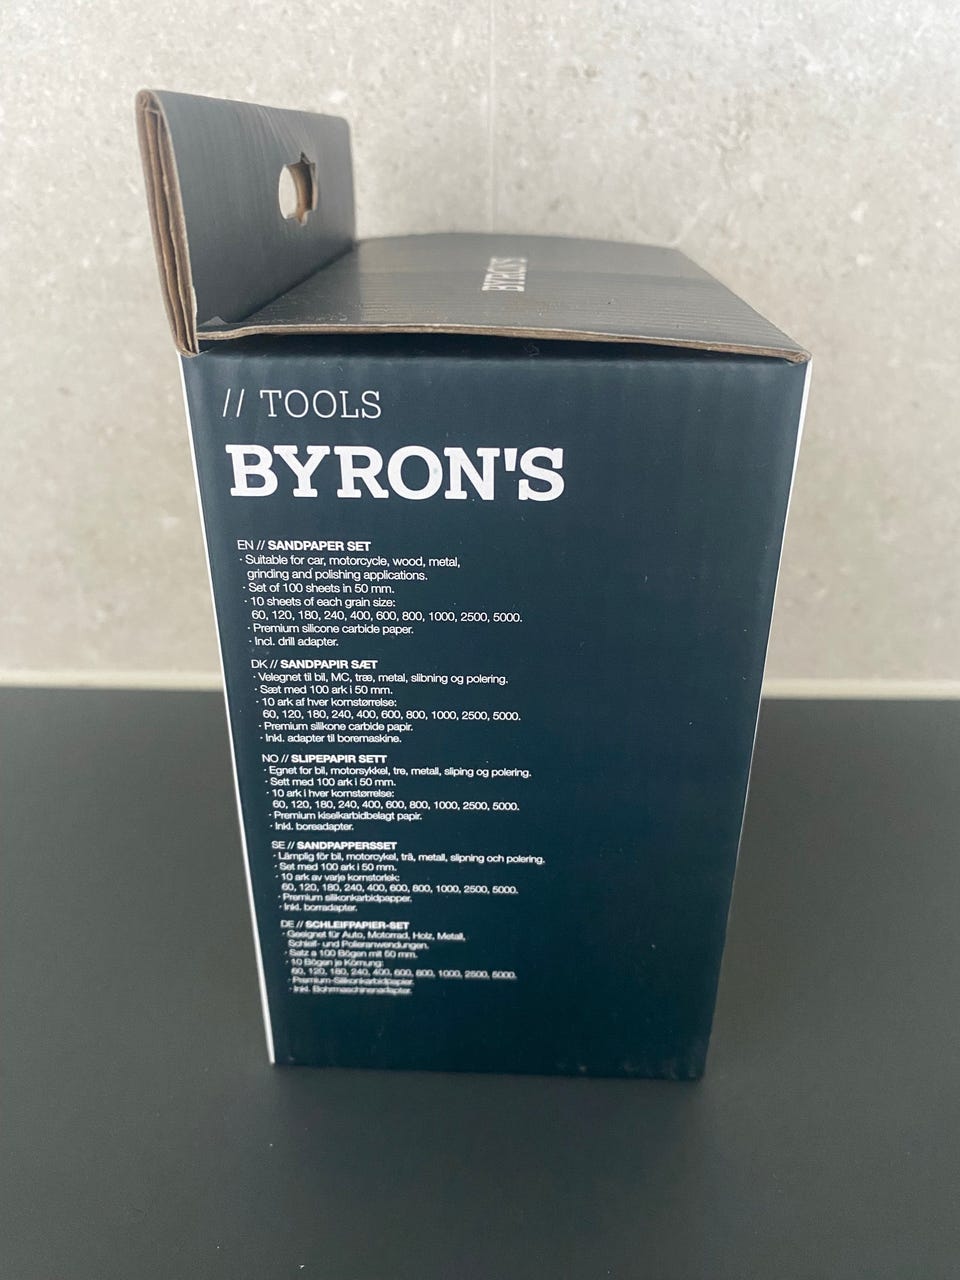 BYRON'S
// TOOLS
BYRON'S
EN // SANDPAPER SET
· Suitable for car, motorcycle, wood, metal,
grinding and polishing applications.
· Set of 100 sheets in 50 mm.
· 10 sheets of each grain size:
60, 120, 180, 240, 400, 600, 800, 1000, 2500, 5000.
· Premium silicone carbide paper.
· Incl. drill adapter.
DK // SANDPAPIR SÆT
· Velegnet til bil, MC, træ, metal, slibning og polering.
· Sæt med 100 ark i 50 mm.
· 10 ark af hver kornstørrelse:
60, 120, 180, 240, 400, 600, 800, 1000, 2500, 5000.
· Premium silikone carbide papir.
· Inkl. adapter til boremaskine.
NO // SLIPEPAPIR SETT
· Egnet for bil, motorsykkel, tre, metall, sliping og polering.
· Sett med 100 ark i 50 mm.
· 10 ark i hver kornstørrelse:
60, 120, 180, 240, 400, 600, 800, 1000, 2500, 5000.
· Premium kiselkarbidbelagt papir.
· Inkl. boreadapter.
SE // SANDPAPPERSSET
· Lämplig för bil, motorcykel, trä, metall, slipning och polering.
· Set med 100 ark i 50 mm.
· 10 ark av varje kornstorlek:
60, 120, 180, 240, 400, 600, 800, 1000, 2500, 5000.
· Premium silikonkarbidpapper.
· Inkl. borradapter.
DE // SCHLEIFPAPIER-SET
· Geeignet für Auto, Motorrad, Holz, Metall,
Schleif- und Polieranwendungen.
· Satz a 100 Bögen mit 50 mm.
· 10 Bögen je Körnung:
60, 120, 180, 240, 400, 600, 800, 1000, 2500, 5000.
· Premium-Silikonkarbidpapier.
· Inkl. Bohrmaschinenadapter.